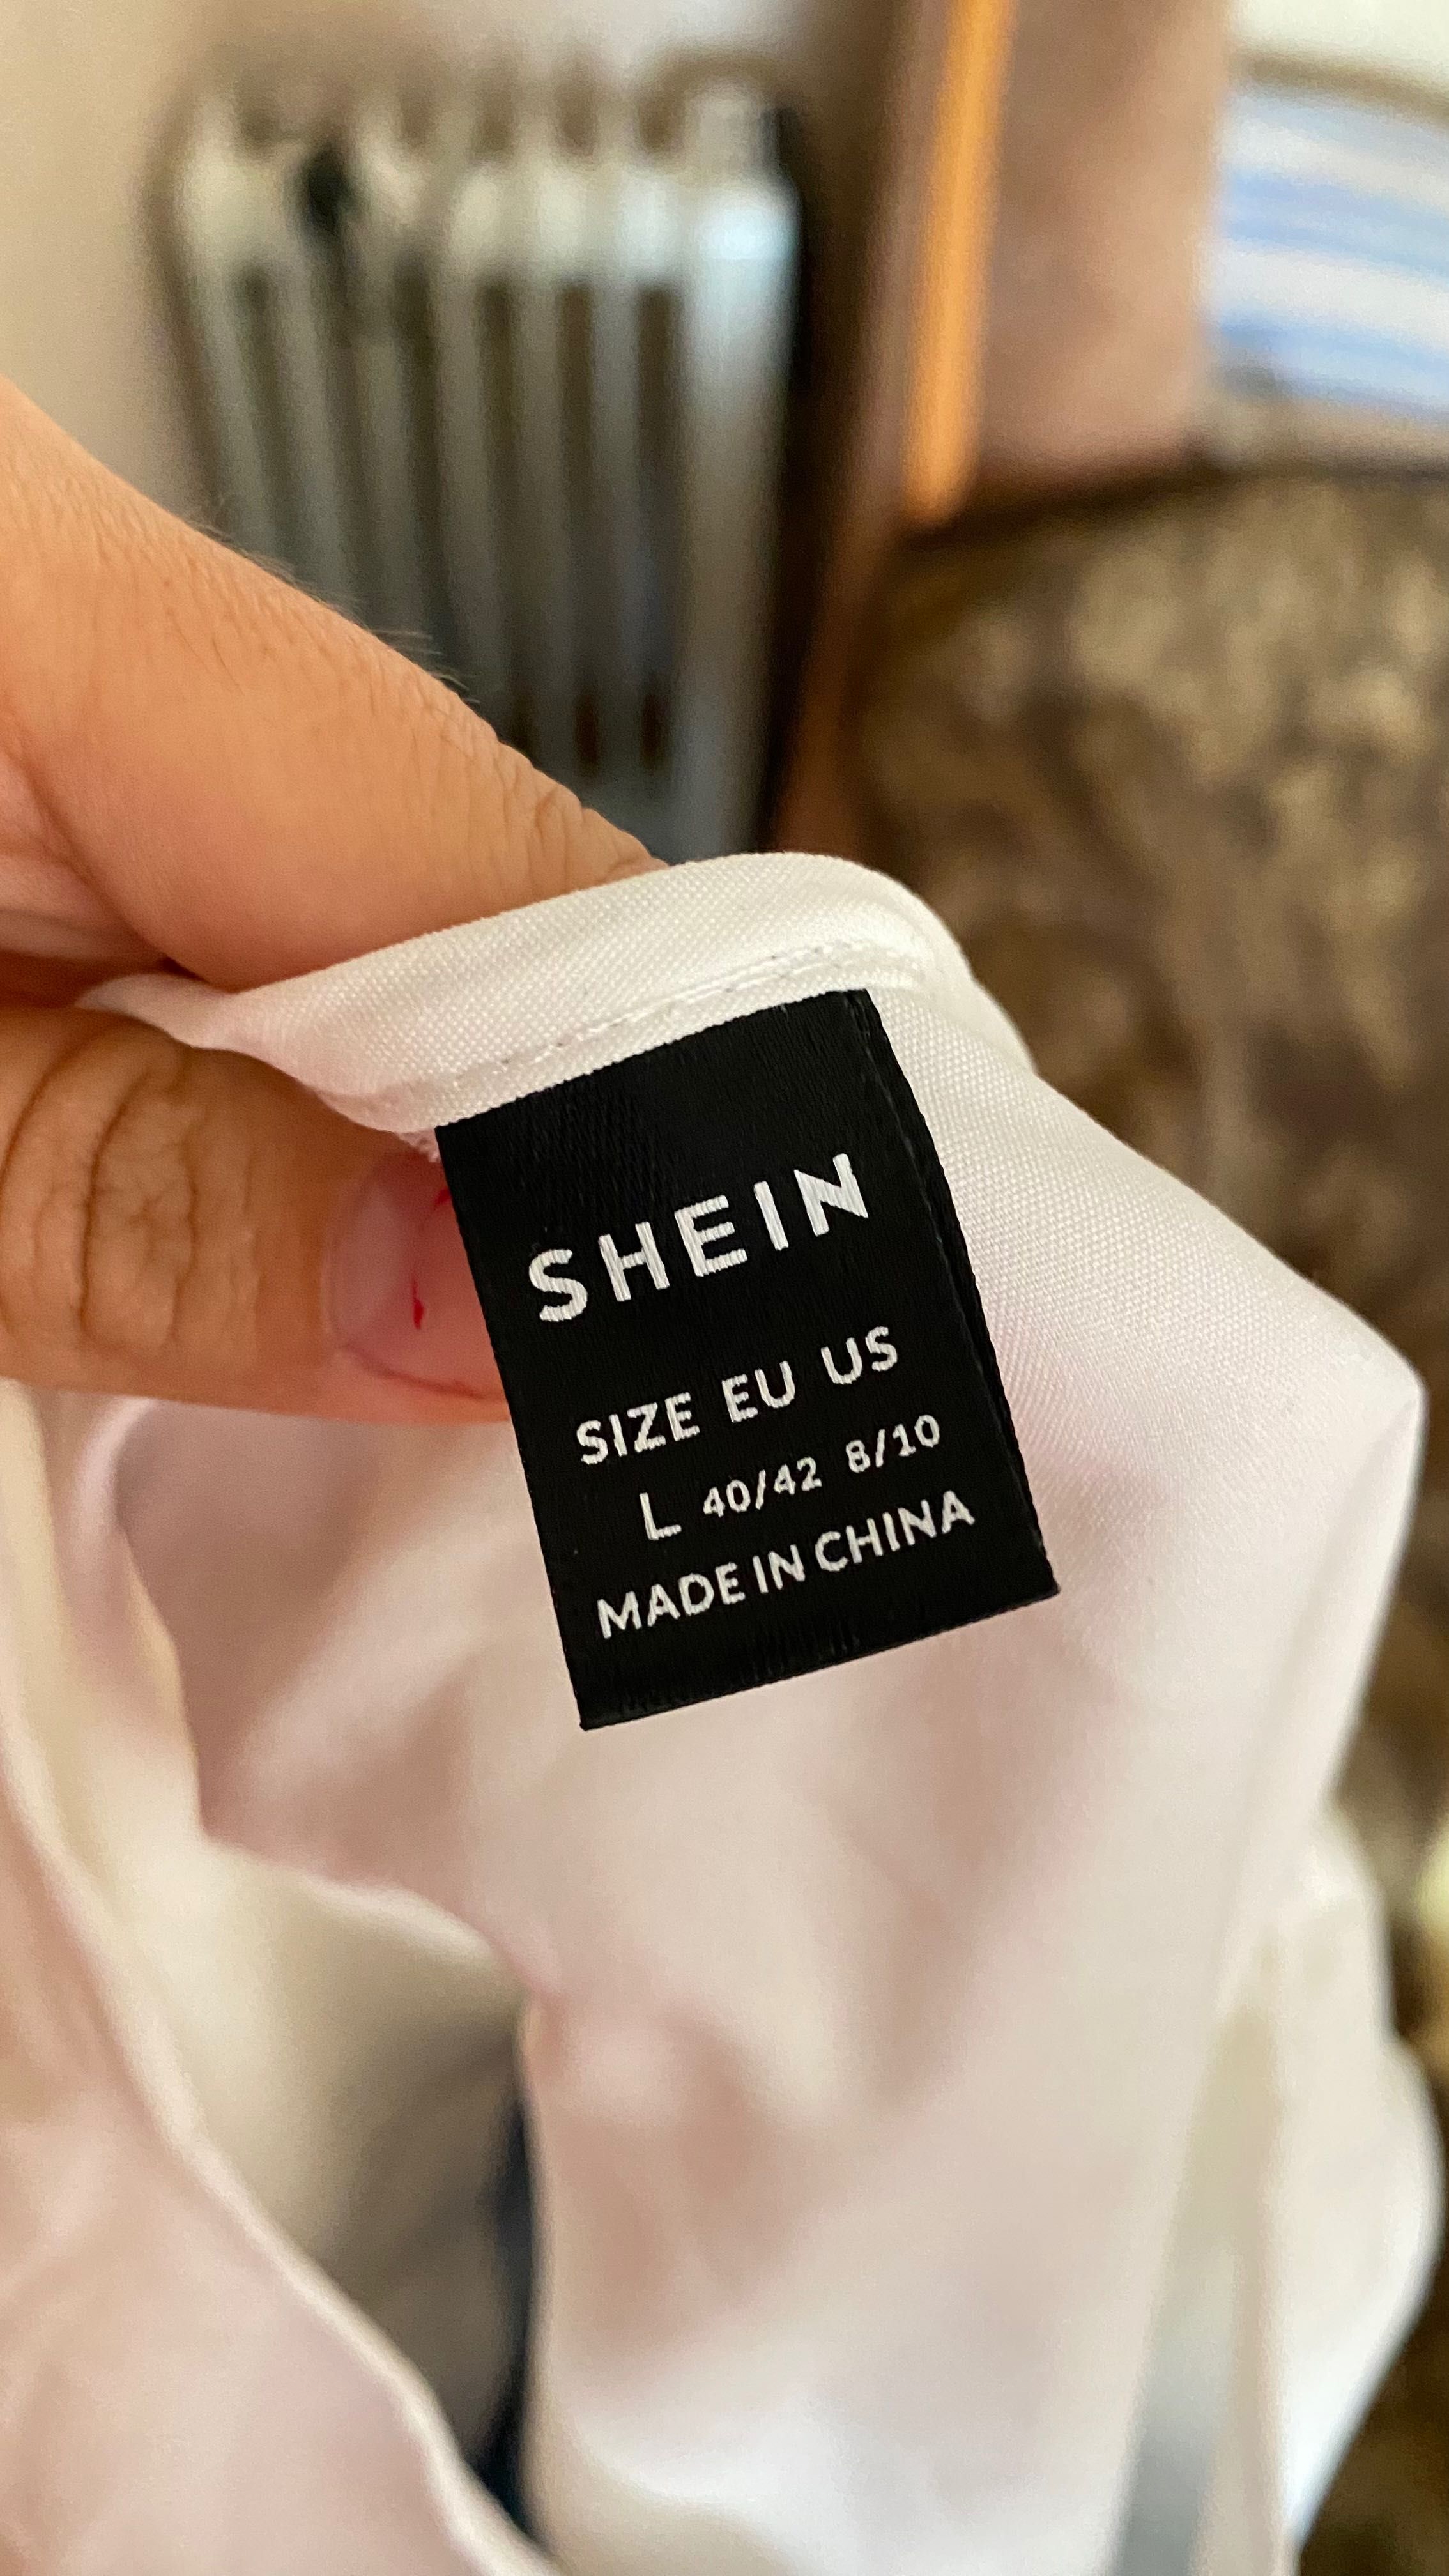 SHEIN
SIZE EU US
L 40/42 8/10
MADE IN CHINA